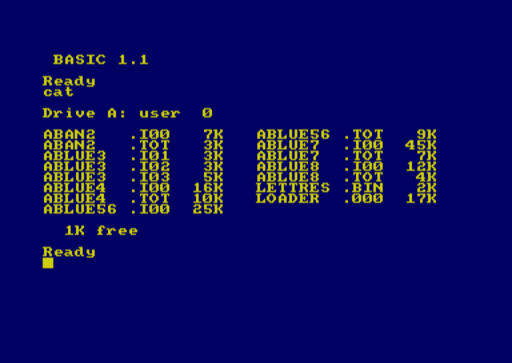 BASIC 1.1
Ready
cat
Drive A: user  0
ABAN2   .I00   7K   ABLUE56 .TOT   9K
ABAN2   .TOT   3K   ABLUE7  .I00  45K
ABLUE3  .I01   3K   ABLUE7  .TOT   7K
ABLUE3  .I02   3K   ABLUE8  .I00  12K
ABLUE3  .I03   5K   ABLUE8  .TOT   4K
ABLUE4  .I00  16K   LETTRES .BIN   2K
ABLUE4  .TOT  10K   LOADER  .000  17K
ABLUE56 .I00  25K
1K free
Ready